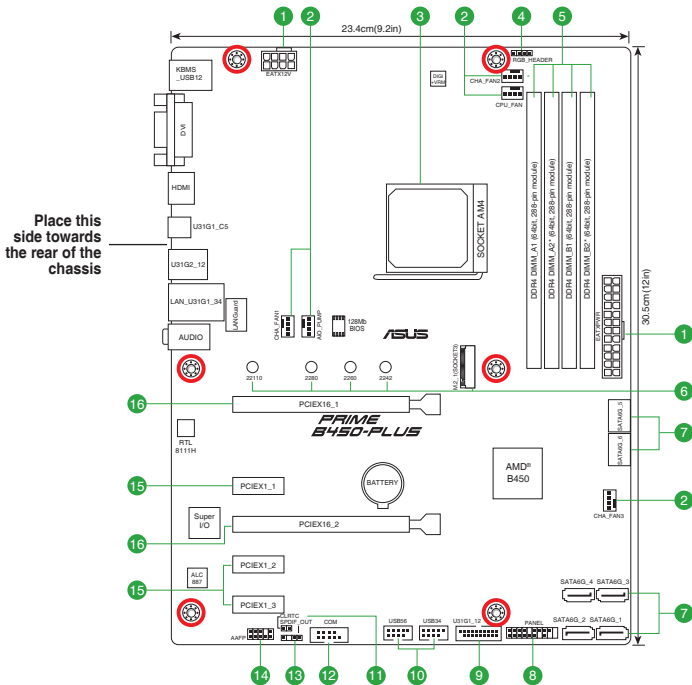 1
2
23.4cm(9.2in)
3
2
4
5
KBMS
_USB12
EATX12V
DIGI
+VRM
RGB_HEADER
CHA_FAN2
CPU_FAN
DVI
HDMI
SOCKET AM4
DDR4 DIMM_A1 (64bit, 288-pin module)
DDR4 DIMM_A2* (64bit, 288-pin module)
DDR4 DIMM_B1 (64bit, 288-pin module)
DDR4 DIMM_B2* (64bit, 288-pin module)
Place this
side towards
the rear of the
chassis
U31G1_C5
U31G2_12
LAN_U31G1_34
LANGuard
AUDIO
CHA_FAN1
AIO_PUMP
128Mb
BIOS
ASUS
EATXPWR
30.5cm(12in)
1
22110
2280
2260
2242
M.2_1(SOCKET3)
6
16
PCIEX16_1
PRIME
B450-PLUS
SATA6G_5
SATA6G_6
7
RTL
8111H
15
PCIEX1_1
BATTERY
AMD®
B450
2
CHA_FAN3
Super
I/O
16
PCIEX16_2
ALC
887
15
PCIEX1_2
PCIEX1_3
SATA6G_4
SATA6G_3
7
CLRTC
SPDIF_OUT
AAFP
COM
USB56
USB34
U31G1_12
PANEL
SATA6G_2
SATA6G_1
14
13
12
11
10
9
8